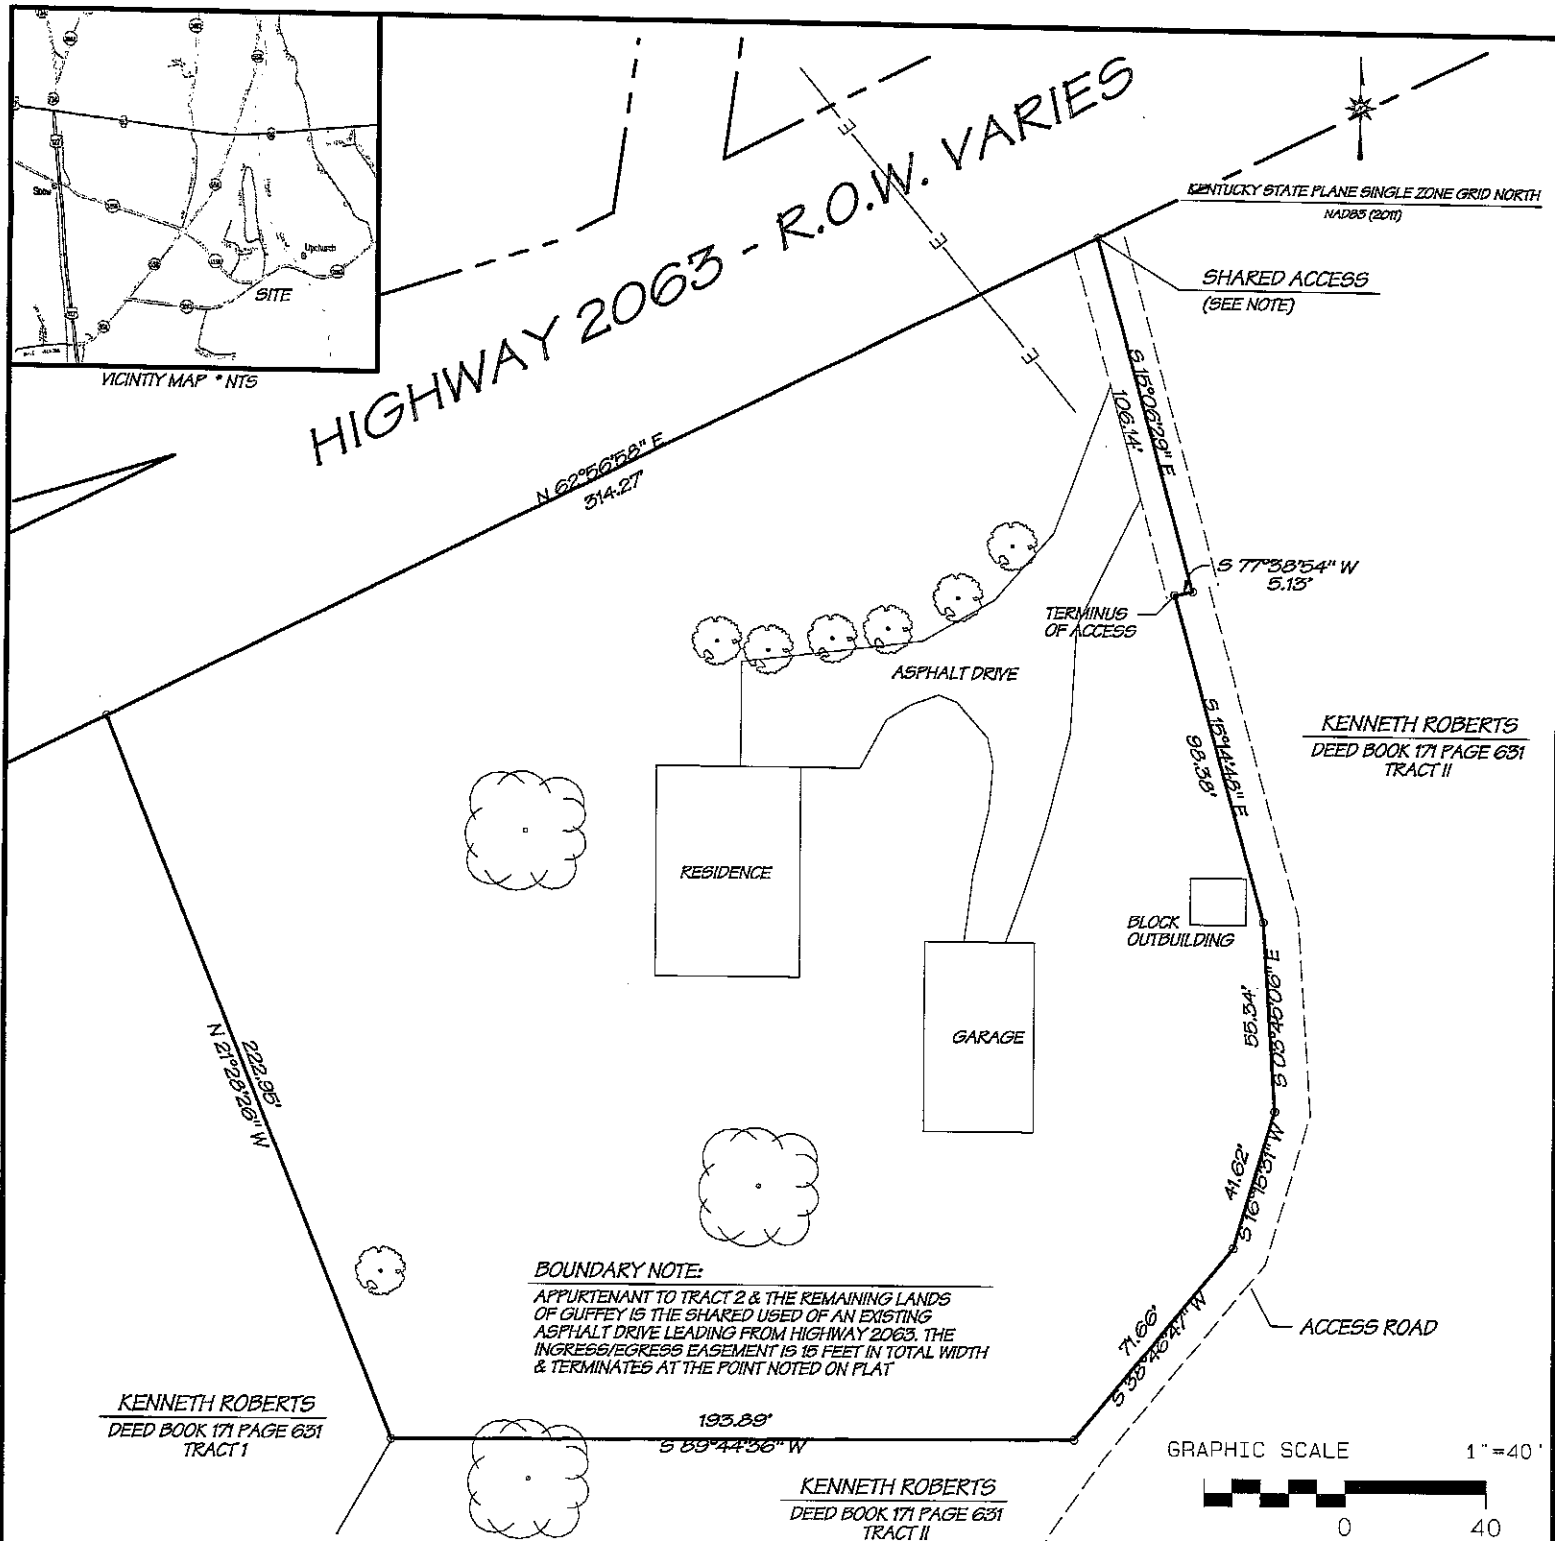 SITE
Upchurch
VICINTIY MAP * NTS
HIGHWAY 2063 - R.O.W. VARIES
KENTUCKY STATE PLANE SINGLE ZONE GRID NORTH
NAD83 (2011)
SHARED ACCESS
(SEE NOTE)
E
E
E
N 62°56'58" E
314.27'
S 15°06'29" E
106.14'
S 77°38'54" W
5.13'
TERMINUS
OF ACCESS
ASPHALT DRIVE
S 15°14'48" E
98.38'
KENNETH ROBERTS
DEED BOOK 171 PAGE 631
TRACT II
RESIDENCE
BLOCK
OUTBUILDING
GARAGE
55.34'
S 03°45'06" E
222.95'
N 21°28'26" W
41.62'
S 16°15'31" W
BOUNDARY NOTE:
APPURTENANT TO TRACT 2 & THE REMAINING LANDS
OF GUFFEY IS THE SHARED USED OF AN EXISTING
ASPHALT DRIVE LEADING FROM HIGHWAY 2063. THE
INGRESS/EGRESS EASEMENT IS 15 FEET IN TOTAL WIDTH
& TERMINATES AT THE POINT NOTED ON PLAT
71.66'
S 38°46'47" W
ACCESS ROAD
KENNETH ROBERTS
DEED BOOK 171 PAGE 631
TRACT 1
193.89'
S 89°44'36" W
KENNETH ROBERTS
DEED BOOK 171 PAGE 631
TRACT II
GRAPHIC SCALE 1"=40'
0 40